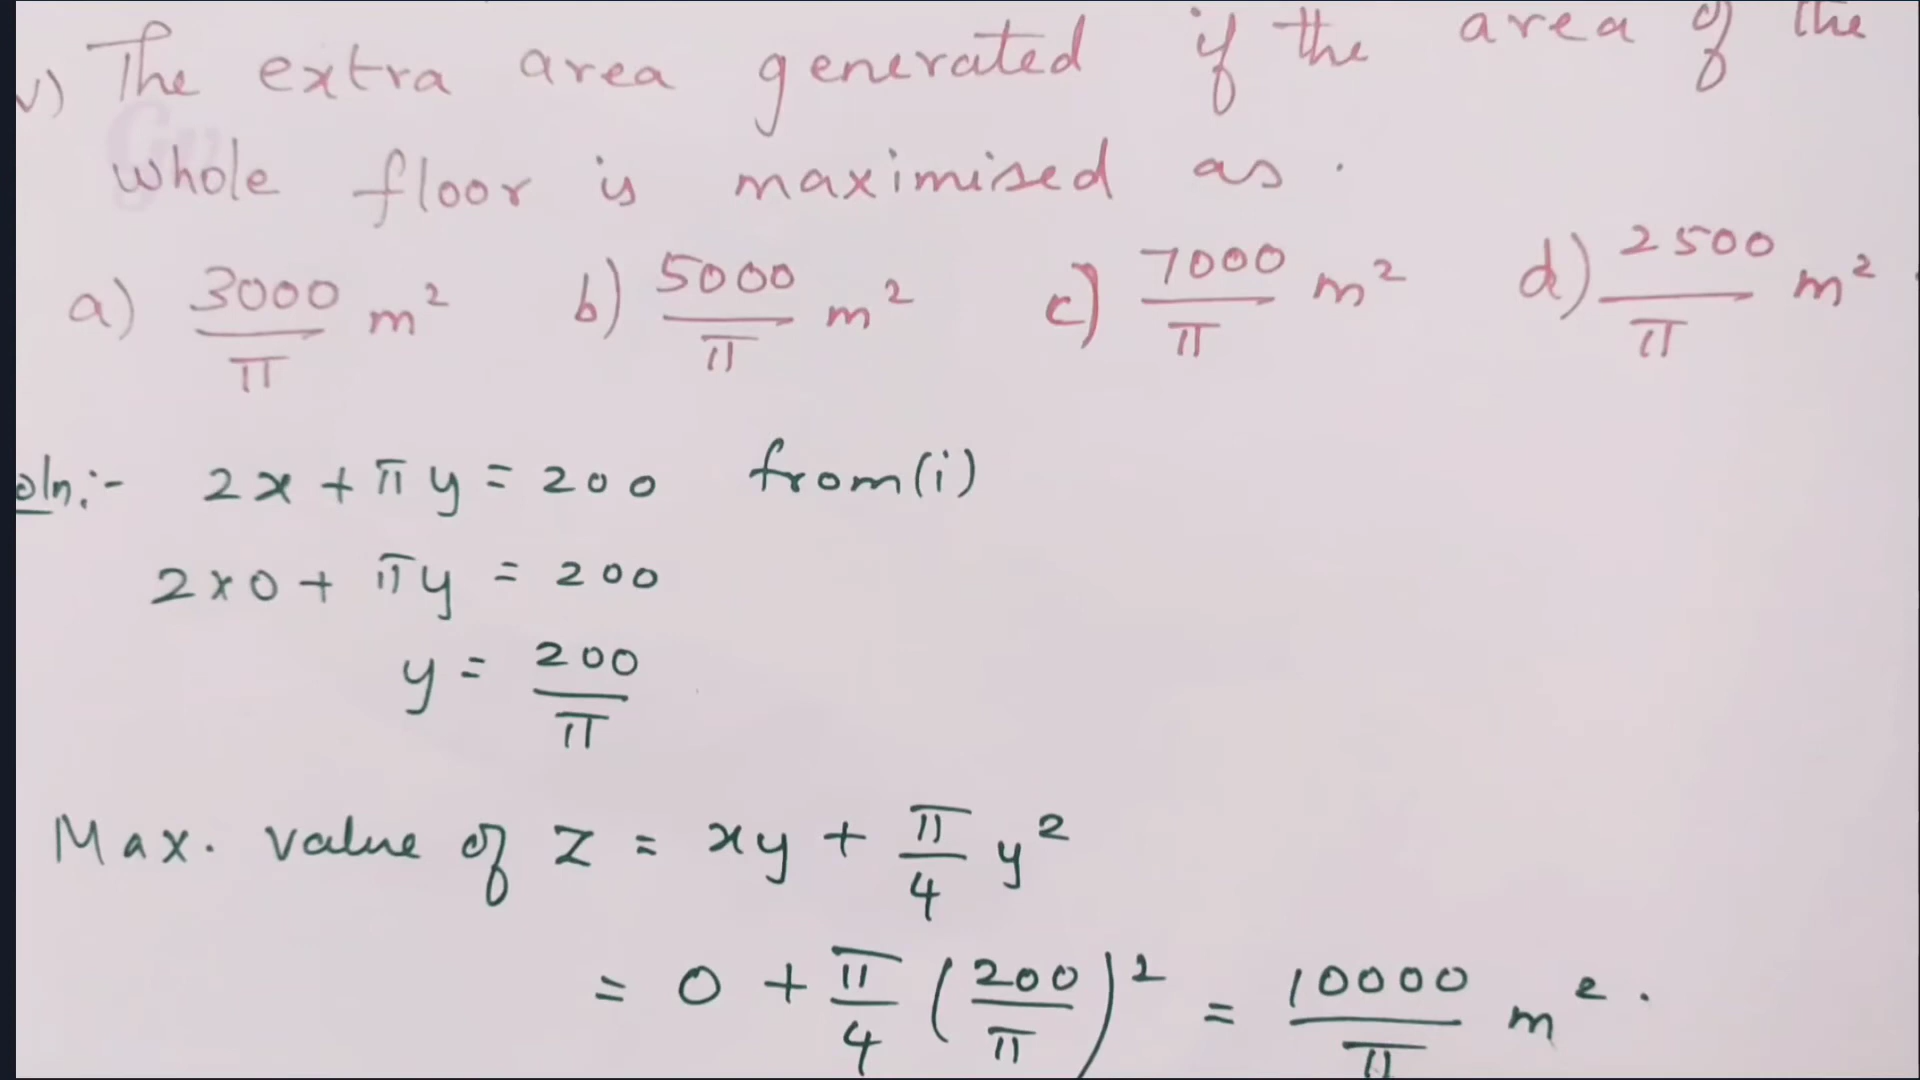 v) The extra area generated if the area of the
whole floor is maximised as .
a) 3000/π m² b) 5000/π m² c) 7000/π m² d) 2500/π m²
oln:- 2x + πy = 200 from (i)
2×0 + πy = 200
y = 200/π
Max. value of Z = xy + π/4 y²
= 0 + π/4 (200/π)² = 10000/π m².